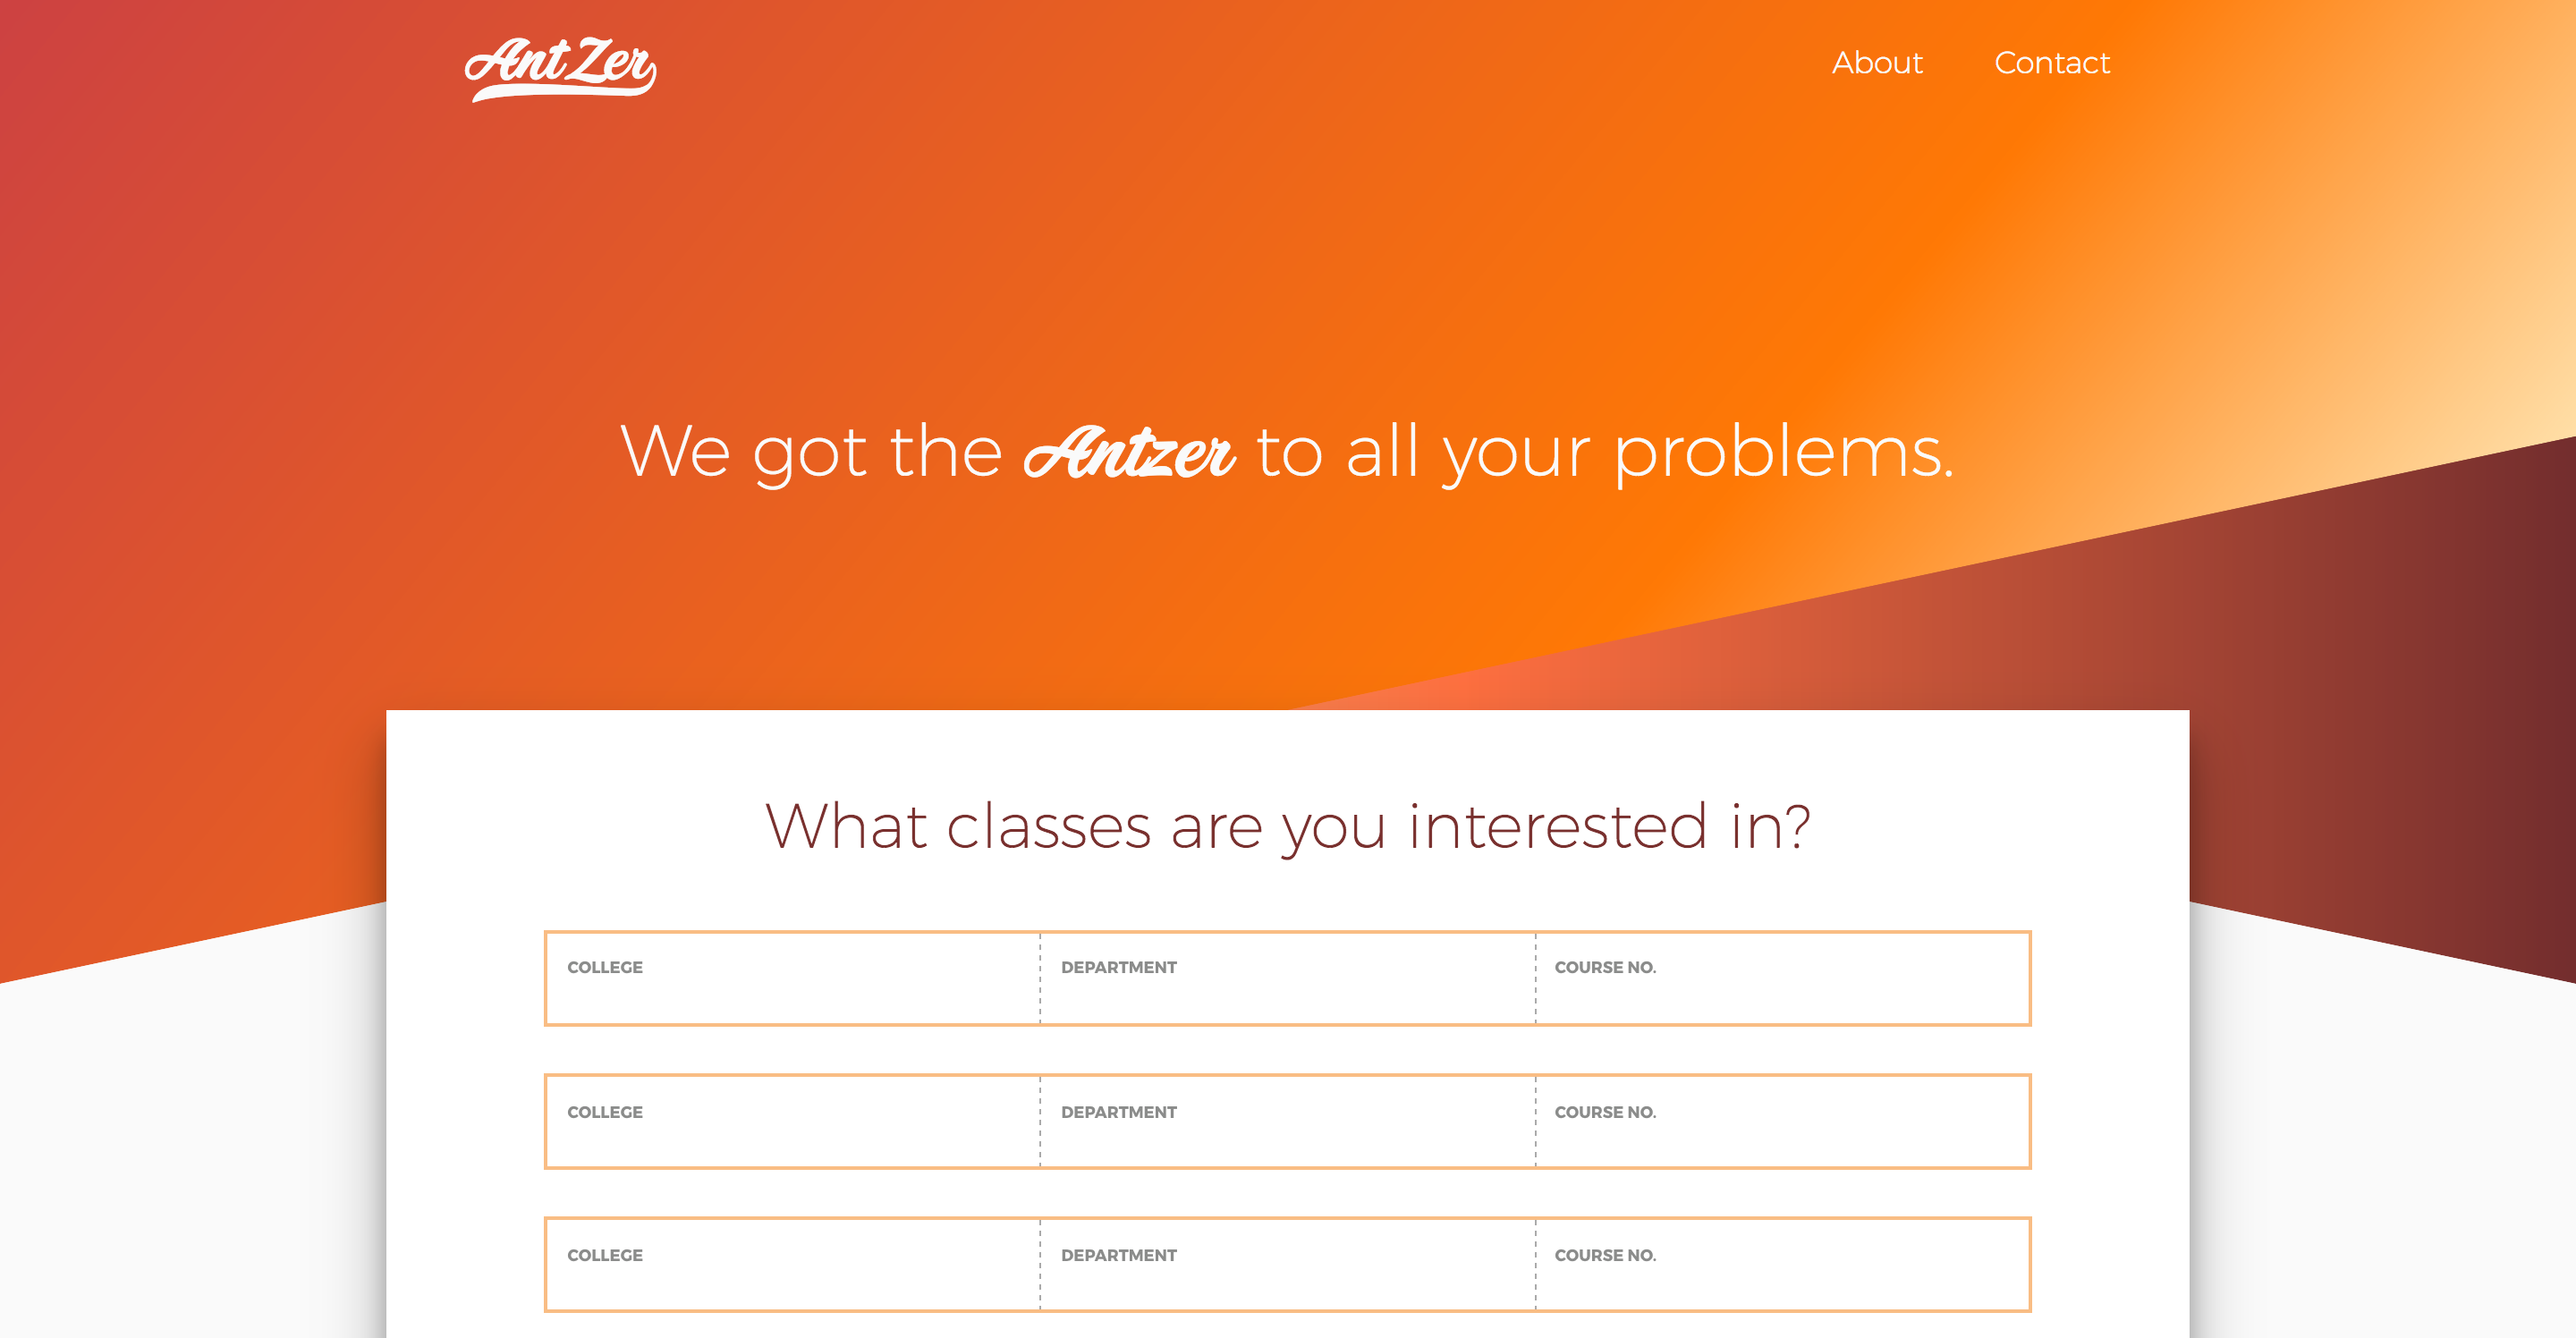 AntZer
About Contact
We got the Antzer to all your problems.
What classes are you interested in?
COLLEGE DEPARTMENT COURSE NO.
COLLEGE DEPARTMENT COURSE NO.
COLLEGE DEPARTMENT COURSE NO.